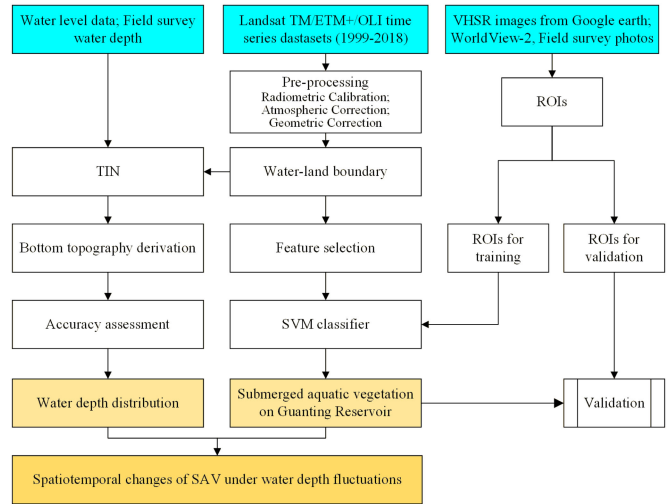 Water level data; Field survey
water depth
Landsat TM/ETM+/OLI time
series dastasets (1999-2018)
VHSR images from Google earth;
WorldView-2, Field survey photos
Pre-processing
Radiometric Calibration;
Atmospheric Correction;
Geometric Correction
ROIs
TIN
Water-land boundary
Bottom topography derivation
Feature selection
ROIs for
training
ROIs for
validation
Accuracy assessment
SVM classifier
Water depth distribution
Submerged aquatic vegetation
on Guanting Reservoir
Validation
Spatiotemporal changes of SAV under water depth fluctuations